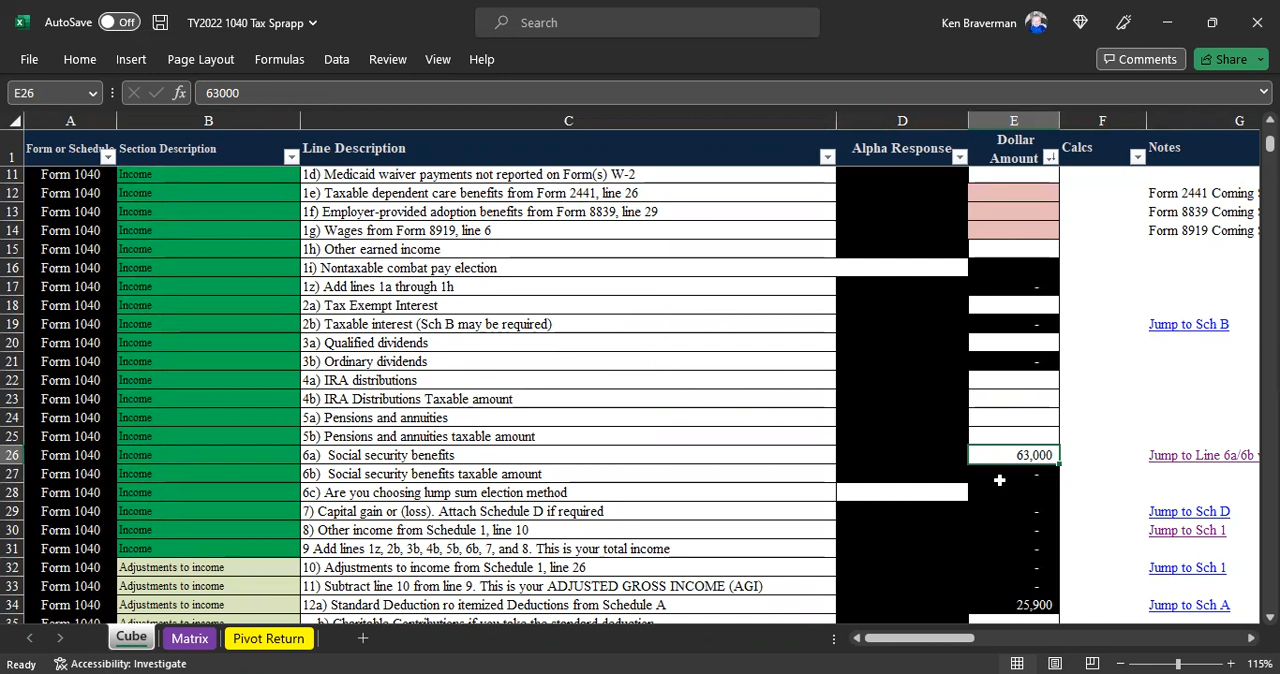 AutoSave Off TY2022 1040 Tax Sprapp Search Ken Braverman
File Home Insert Page Layout Formulas Data Review View Help Comments Share
E26 fx 63000
A B C D E F G
1 Form or Schedule Section Description Line Description Alpha Response Dollar Amount Calcs Notes
11 Form 1040 Income 1d) Medicaid waiver payments not reported on Form(s) W-2
12 Form 1040 Income 1e) Taxable dependent care benefits from Form 2441, line 26 Form 2441 Coming
13 Form 1040 Income 1f) Employer-provided adoption benefits from Form 8839, line 29 Form 8839 Coming
14 Form 1040 Income 1g) Wages from Form 8919, line 6 Form 8919 Coming
15 Form 1040 Income 1h) Other earned income
16 Form 1040 Income 1i) Nontaxable combat pay election
17 Form 1040 Income 1z) Add lines 1a through 1h -
18 Form 1040 Income 2a) Tax Exempt Interest
19 Form 1040 Income 2b) Taxable interest (Sch B may be required) - Jump to Sch B
20 Form 1040 Income 3a) Qualified dividends
21 Form 1040 Income 3b) Ordinary dividends -
22 Form 1040 Income 4a) IRA distributions
23 Form 1040 Income 4b) IRA Distributions Taxable amount
24 Form 1040 Income 5a) Pensions and annuities
25 Form 1040 Income 5b) Pensions and annuities taxable amount
26 Form 1040 Income 6a) Social security benefits 63,000 Jump to Line 6a/6b
27 Form 1040 Income 6b) Social security benefits taxable amount -
28 Form 1040 Income 6c) Are you choosing lump sum election method
29 Form 1040 Income 7) Capital gain or (loss). Attach Schedule D if required - Jump to Sch D
30 Form 1040 Income 8) Other income from Schedule 1, line 10 - Jump to Sch 1
31 Form 1040 Income 9 Add lines 1z, 2b, 3b, 4b, 5b, 6b, 7, and 8. This is your total income -
32 Form 1040 Adjustments to income 10) Adjustments to income from Schedule 1, line 26 - Jump to Sch 1
33 Form 1040 Adjustments to income 11) Subtract line 10 from line 9. This is your ADJUSTED GROSS INCOME (AGI) -
34 Form 1040 Adjustments to income 12a) Standard Deduction ro itemized Deductions from Schedule A 25,900 Jump to Sch A
35 Form 1040 Adjustments to income b) Charitable Contributions if you take the standard deduction
Cube Matrix Pivot Return
Ready Accessibility: Investigate 115%